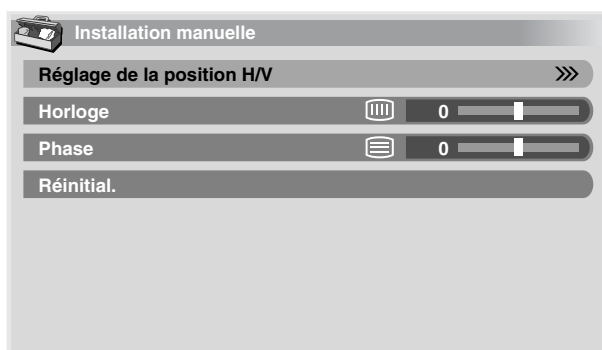 Installation manuelle
Réglage de la position H/V
Horloge 0
Phase 0
Réinitial.